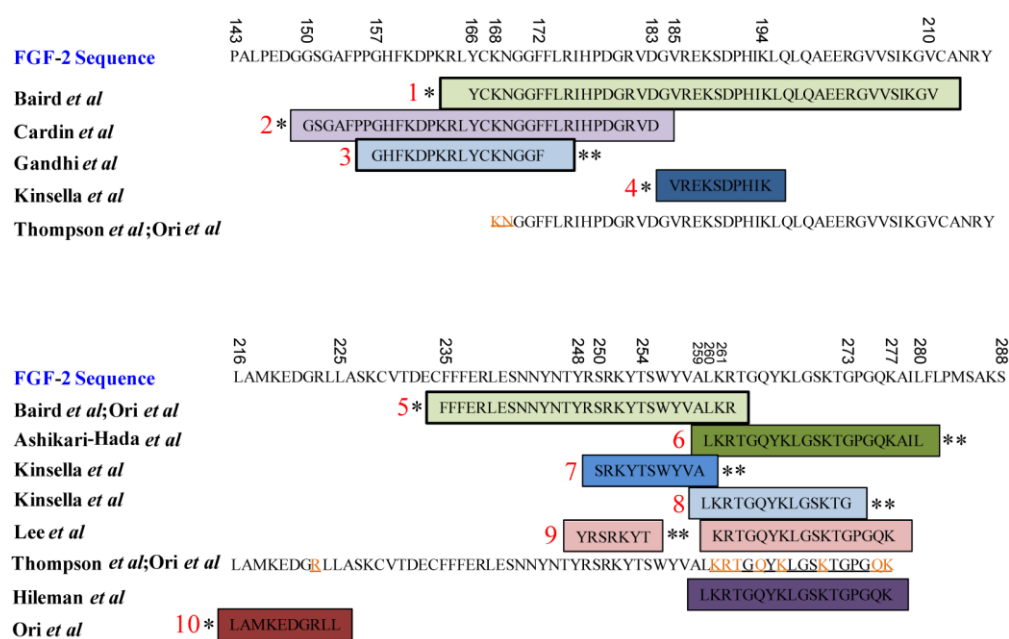 143 150 157 166 168 172 183 185 194 210
FGF-2 Sequence PALPEDGGSGAFPPGHFKDPKRLYCKNGGFFLRIHPDGRVDGVREKSDPHIKLQLQAEERGVVSIKGVCANRY
Baird et al 1 * YCKNGGFFLRIHPDGRVDGVREKSDPHIKLQLQAEERGVVSIKGV
Cardin et al 2 * GSGAFPPGHFKDPKRLYCKNGGFFLRIHPDGRVD
Gandhi et al 3 GHFKDPKRLYCKNGGF **
Kinsella et al 4 * VREKSDPHIK
Thompson et al;Ori et al KNGGFFLRIHPDGRVDGVREKSDPHIKLQLQAEERGVVSIKGVCANRY
216 225 235 248 250 254 259 260 261 273 277 280 288
FGF-2 Sequence LAMKEDGRLLASKCVTDECFFFERLESNNYNTYRSRKYTSWYVALKRTGQYKLGSKTGPGQKAILFLPMSAKS
Baird et al;Ori et al 5 * FFFERLESNNYNTYRSRKYTSWYVALKR
Ashikari-Hada et al 6 LKRTGQYKLGSKTGPGQKAIL **
Kinsella et al 7 SRKYTSWYVA **
Kinsella et al 8 LKRTGQYKLGSKTG **
Lee et al 9 YRSRKYT ** KRTGQYKLGSKTGPGQK
Thompson et al;Ori et al LAMKEDGRLLASKCVTDECFFFERLESNNYNTYRSRKYTSWYVALKRTGQYKLGSKTGPGQK
Hileman et al LKRTGQYKLGSKTGPGQK
Ori et al 10 * LAMKEDGRLL